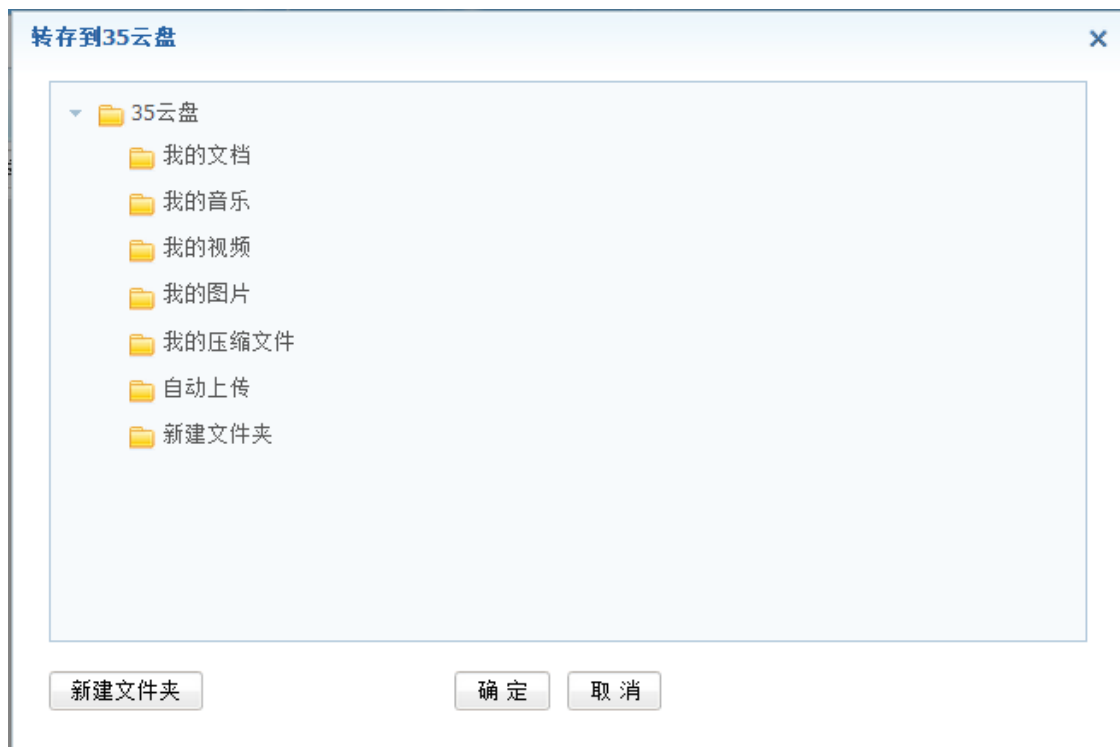 转存到35云盘
35云盘
我的文档
我的音乐
我的视频
我的图片
我的压缩文件
自动上传
新建文件夹
新建文件夹 确 定 取 消